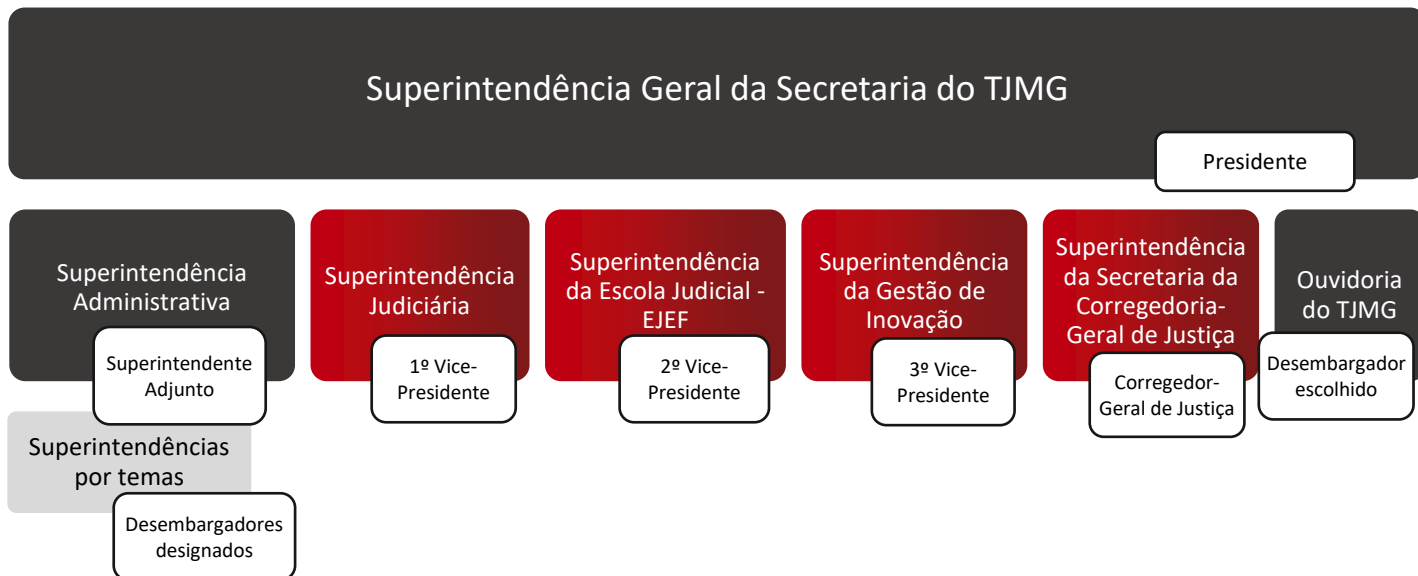 Superintendência Geral da Secretaria do TJMG
Presidente
Superintendência
Administrativa
Superintendente
Adjunto
Superintendências
por temas
Desembargadores
designados
Superintendência
Judiciária
1º Vice-
Presidente
Superintendência
da Escola Judicial -
EJEF
2º Vice-
Presidente
Superintendência
da Gestão de
Inovação
3º Vice-
Presidente
Superintendência
da Secretaria da
Corregedoria-
Geral de Justiça
Corregedor-
Geral de Justiça
Ouvidoria
do TJMG
Desembargador
escolhido